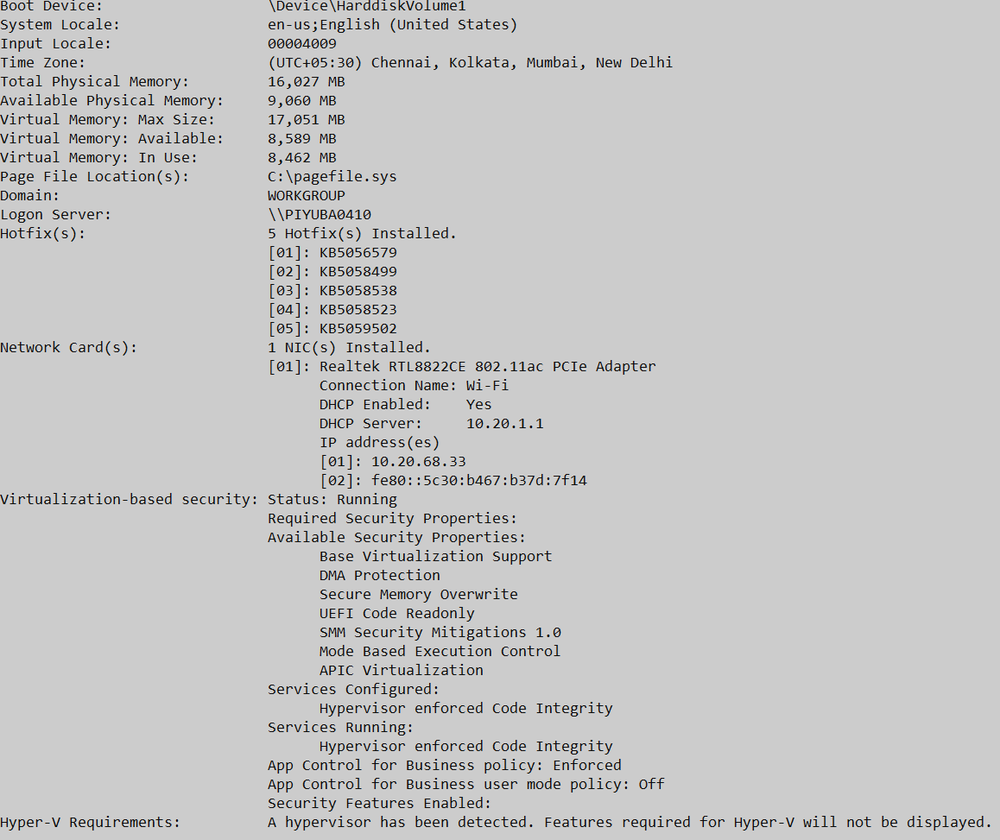 Boot Device:                   \Device\HarddiskVolume1
System Locale:                 en-us;English (United States)
Input Locale:                  00004009
Time Zone:                     (UTC+05:30) Chennai, Kolkata, Mumbai, New Delhi
Total Physical Memory:         16,027 MB
Available Physical Memory:     9,060 MB
Virtual Memory: Max Size:      17,051 MB
Virtual Memory: Available:     8,589 MB
Virtual Memory: In Use:        8,462 MB
Page File Location(s):         C:\pagefile.sys
Domain:                        WORKGROUP
Logon Server:                  \\PIYUBA0410
Hotfix(s):                     5 Hotfix(s) Installed.
                               [01]: KB5056579
                               [02]: KB5058499
                               [03]: KB5058538
                               [04]: KB5058523
                               [05]: KB5059502
Network Card(s):               1 NIC(s) Installed.
                               [01]: Realtek RTL8822CE 802.11ac PCIe Adapter
                                     Connection Name: Wi-Fi
                                     DHCP Enabled:    Yes
                                     DHCP Server:     10.20.1.1
                                     IP address(es)
                                     [01]: 10.20.68.33
                                     [02]: fe80::5c30:b467:b37d:7f14
Virtualization-based security: Status: Running
                               Required Security Properties:
                               Available Security Properties:
                                     Base Virtualization Support
                                     DMA Protection
                                     Secure Memory Overwrite
                                     UEFI Code Readonly
                                     SMM Security Mitigations 1.0
                                     Mode Based Execution Control
                                     APIC Virtualization
                               Services Configured:
                                     Hypervisor enforced Code Integrity
                               Services Running:
                                     Hypervisor enforced Code Integrity
                               App Control for Business policy: Enforced
                               App Control for Business user mode policy: Off
                               Security Features Enabled:
Hyper-V Requirements:          A hypervisor has been detected. Features required for Hyper-V will not be displayed.